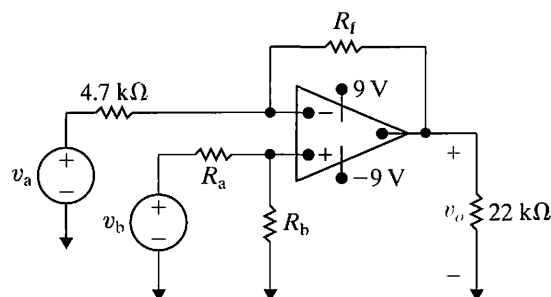 R_f
9 V
4.7 kΩ
−
+
−
v_a
+
R_a
+
−
v_b
R_b
−9 V
+
v_o
22 kΩ
−